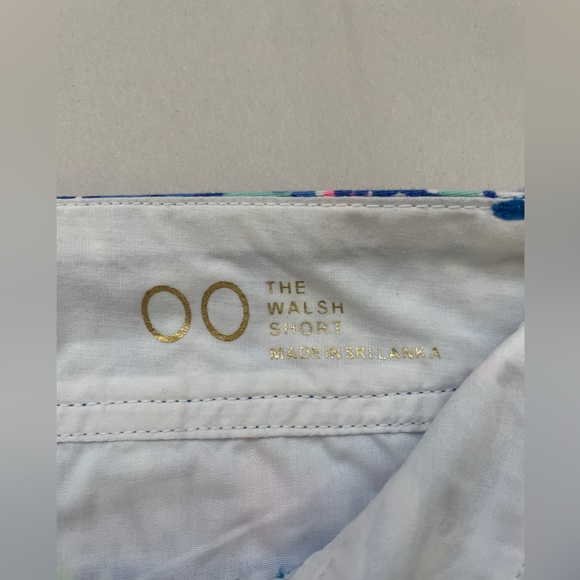 00
THE
WALSH
SHORT
MADE IN SRI LANKA